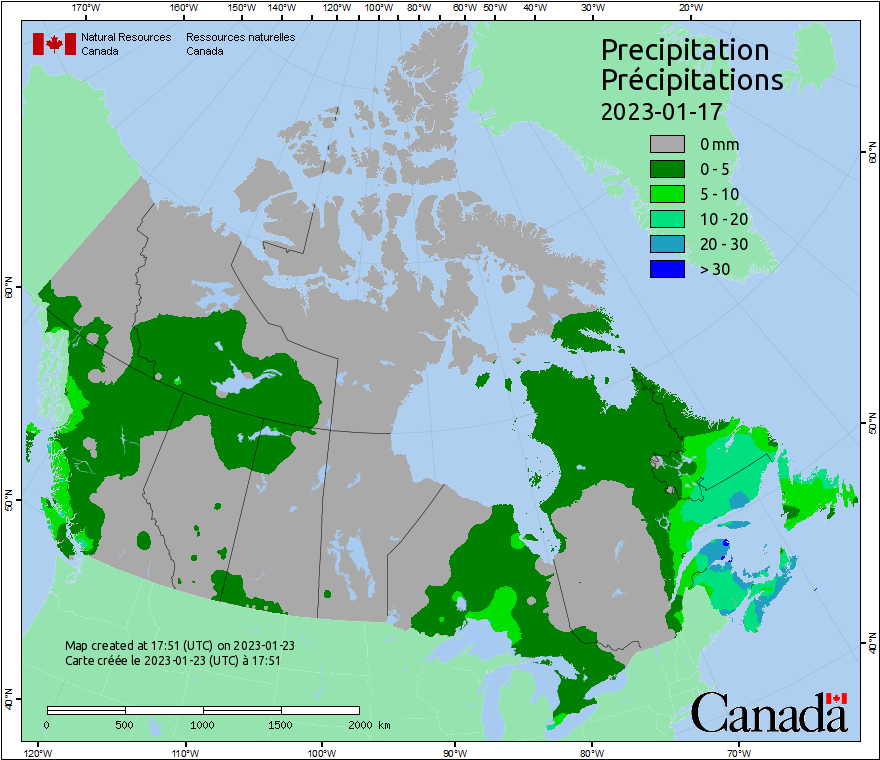 170°W 160°W 150°W 140°W 130°W 120°W 110°W 100°W 90°W 80°W 60°W 50°W 40°W 30°W 20°W
Natural Resources Ressources naturelles
Canada Canada
Precipitation
Précipitations
2023-01-17
0 mm
0 - 5
5 - 10
10 - 20
20 - 30
> 30
60°N 60°N
50°N 50°N
40°N 40°N
Map created at 17:51 (UTC) on 2023-01-23
Carte créée le 2023-01-23 (UTC) à 17:51
0 500 1000 1500 2000 km
Canada
120°W 110°W 100°W 90°W 80°W 70°W